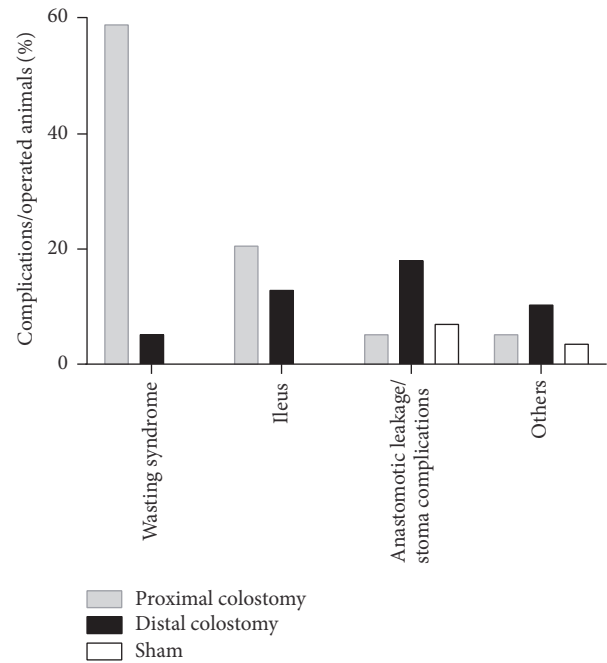 Complications/operated animals (%)
60
40
20
0
Wasting syndrome
Ileus
Anastomotic leakage/
stoma complications
Others
Proximal colostomy
Distal colostomy
Sham